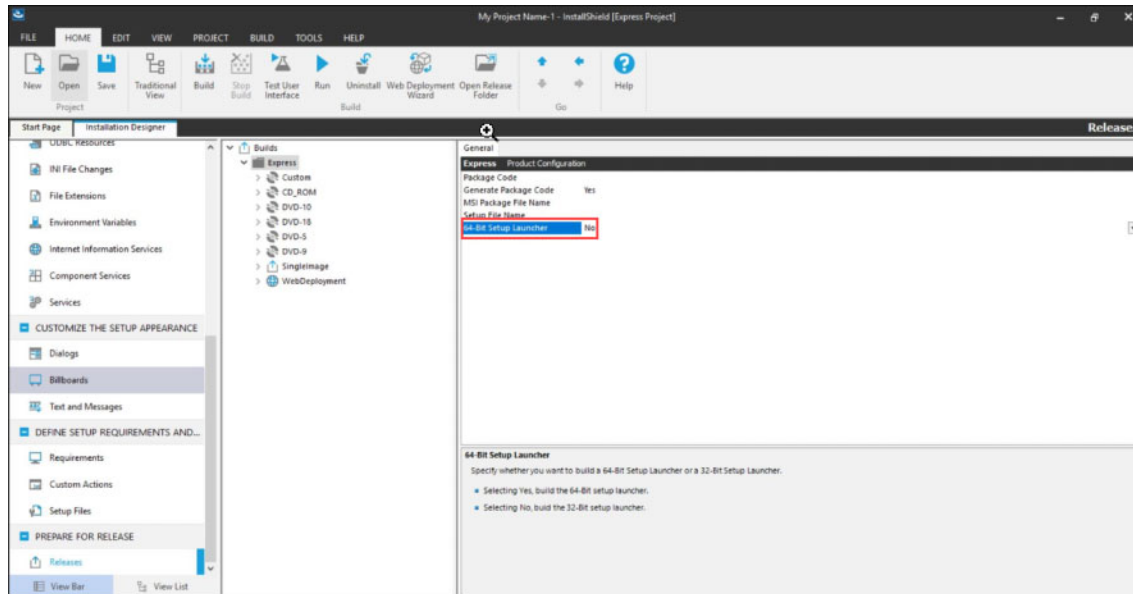 My Project Name-1 - InstallShield [Express Project]
FILE HOME EDIT VIEW PROJECT BUILD TOOLS HELP
New Open Save Traditional View Build Stop Build Test User Interface Run Uninstall Web Deployment Wizard Open Release Folder Help
Project Build Go
Start Page Installation Designer Release
ODBC Resources
INI File Changes
File Extensions
Environment Variables
Internet Information Services
Component Services
Services
CUSTOMIZE THE SETUP APPEARANCE
Dialogs
Billboards
Text and Messages
DEFINE SETUP REQUIREMENTS AND...
Requirements
Custom Actions
Setup Files
PREPARE FOR RELEASE
Releases
View Bar View List
Builds
Express
Custom
CD_ROM
DVD-10
DVD-18
DVD-5
DVD-9
SingleImage
WebDeployment
General
Express Product Configuration
Package Code
Generate Package Code Yes
MSI Package File Name
Setup File Name
64-Bit Setup Launcher No
64-Bit Setup Launcher
Specify whether you want to build a 64-Bit Setup Launcher or a 32-Bit Setup Launcher.
Selecting Yes, build the 64-Bit setup launcher.
Selecting No, buid the 32-Bit setup launcher.